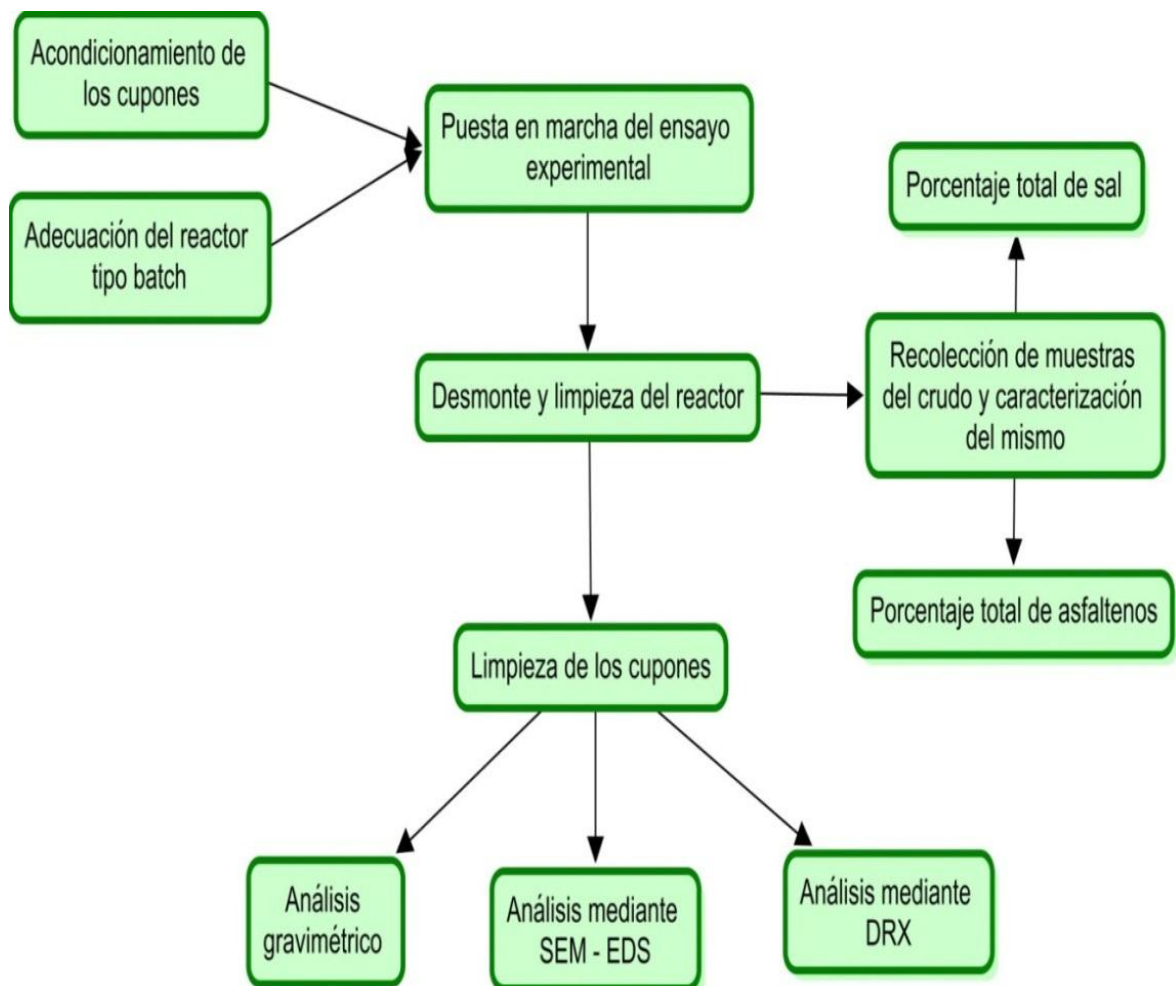 Acondicionamiento de
los cupones
Puesta en marcha del ensayo
experimental
Adecuación del reactor
tipo batch
Porcentaje total de sal
Desmonte y limpieza del reactor
Recolección de muestras
del crudo y caracterización
del mismo
Porcentaje total de asfaltenos
Limpieza de los cupones
Análisis
gravimétrico
Análisis mediante
SEM - EDS
Análisis mediante
DRX